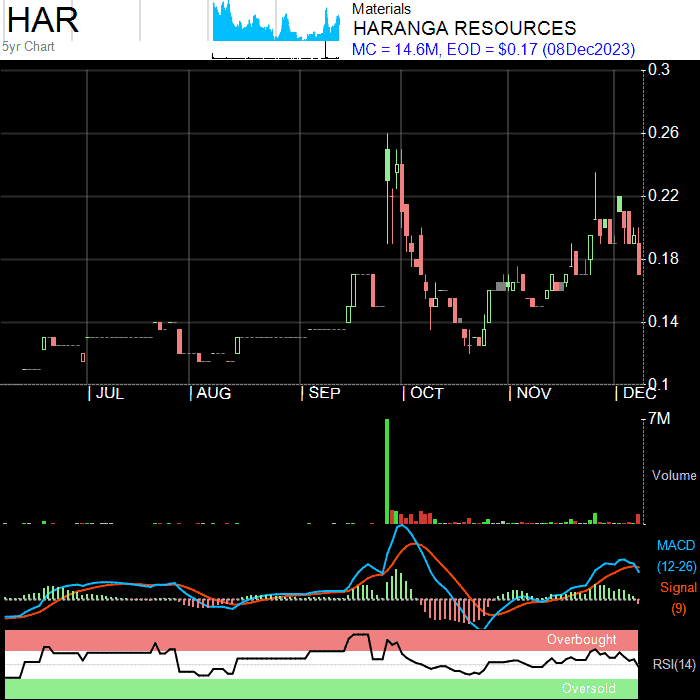 HAR
5yr Chart
Materials
HARANGA RESOURCES
MC = 14.6M, EOD = $0.17 (08Dec2023)
0.3
0.26
0.22
0.18
0.14
0.1
JUL AUG SEP OCT NOV DEC
7M
Volume
MACD
(12-26)
Signal
(9)
Overbought
RSI(14)
Oversold